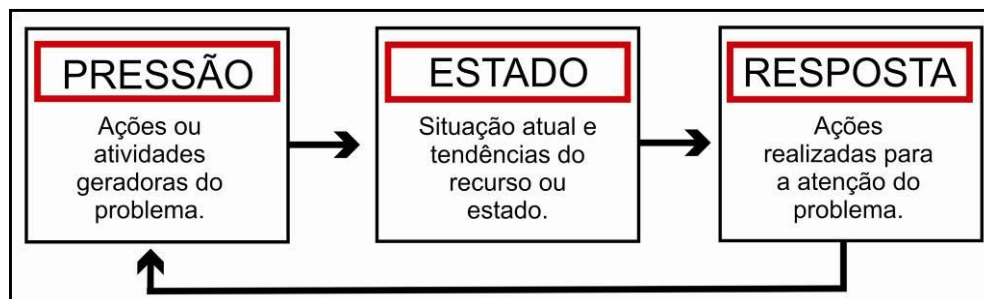 PRESSÃO
Ações ou
atividades
geradoras do
problema.
ESTADO
Situação atual e
tendências do
recurso ou
estado.
RESPOSTA
Ações
realizadas para
a atenção do
problema.